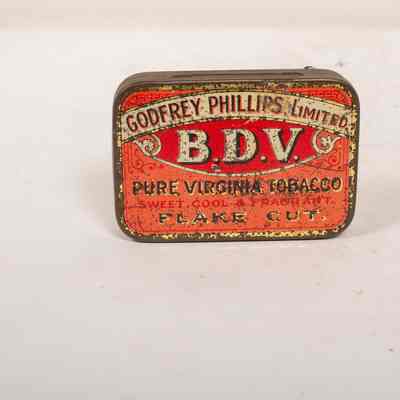 GODFREY PHILLIPS, LIMITED.
B.D.V.
PURE VIRGINIA TOBACCO
SWEET, COOL & FRAGRANT.
FLAKE CUT.